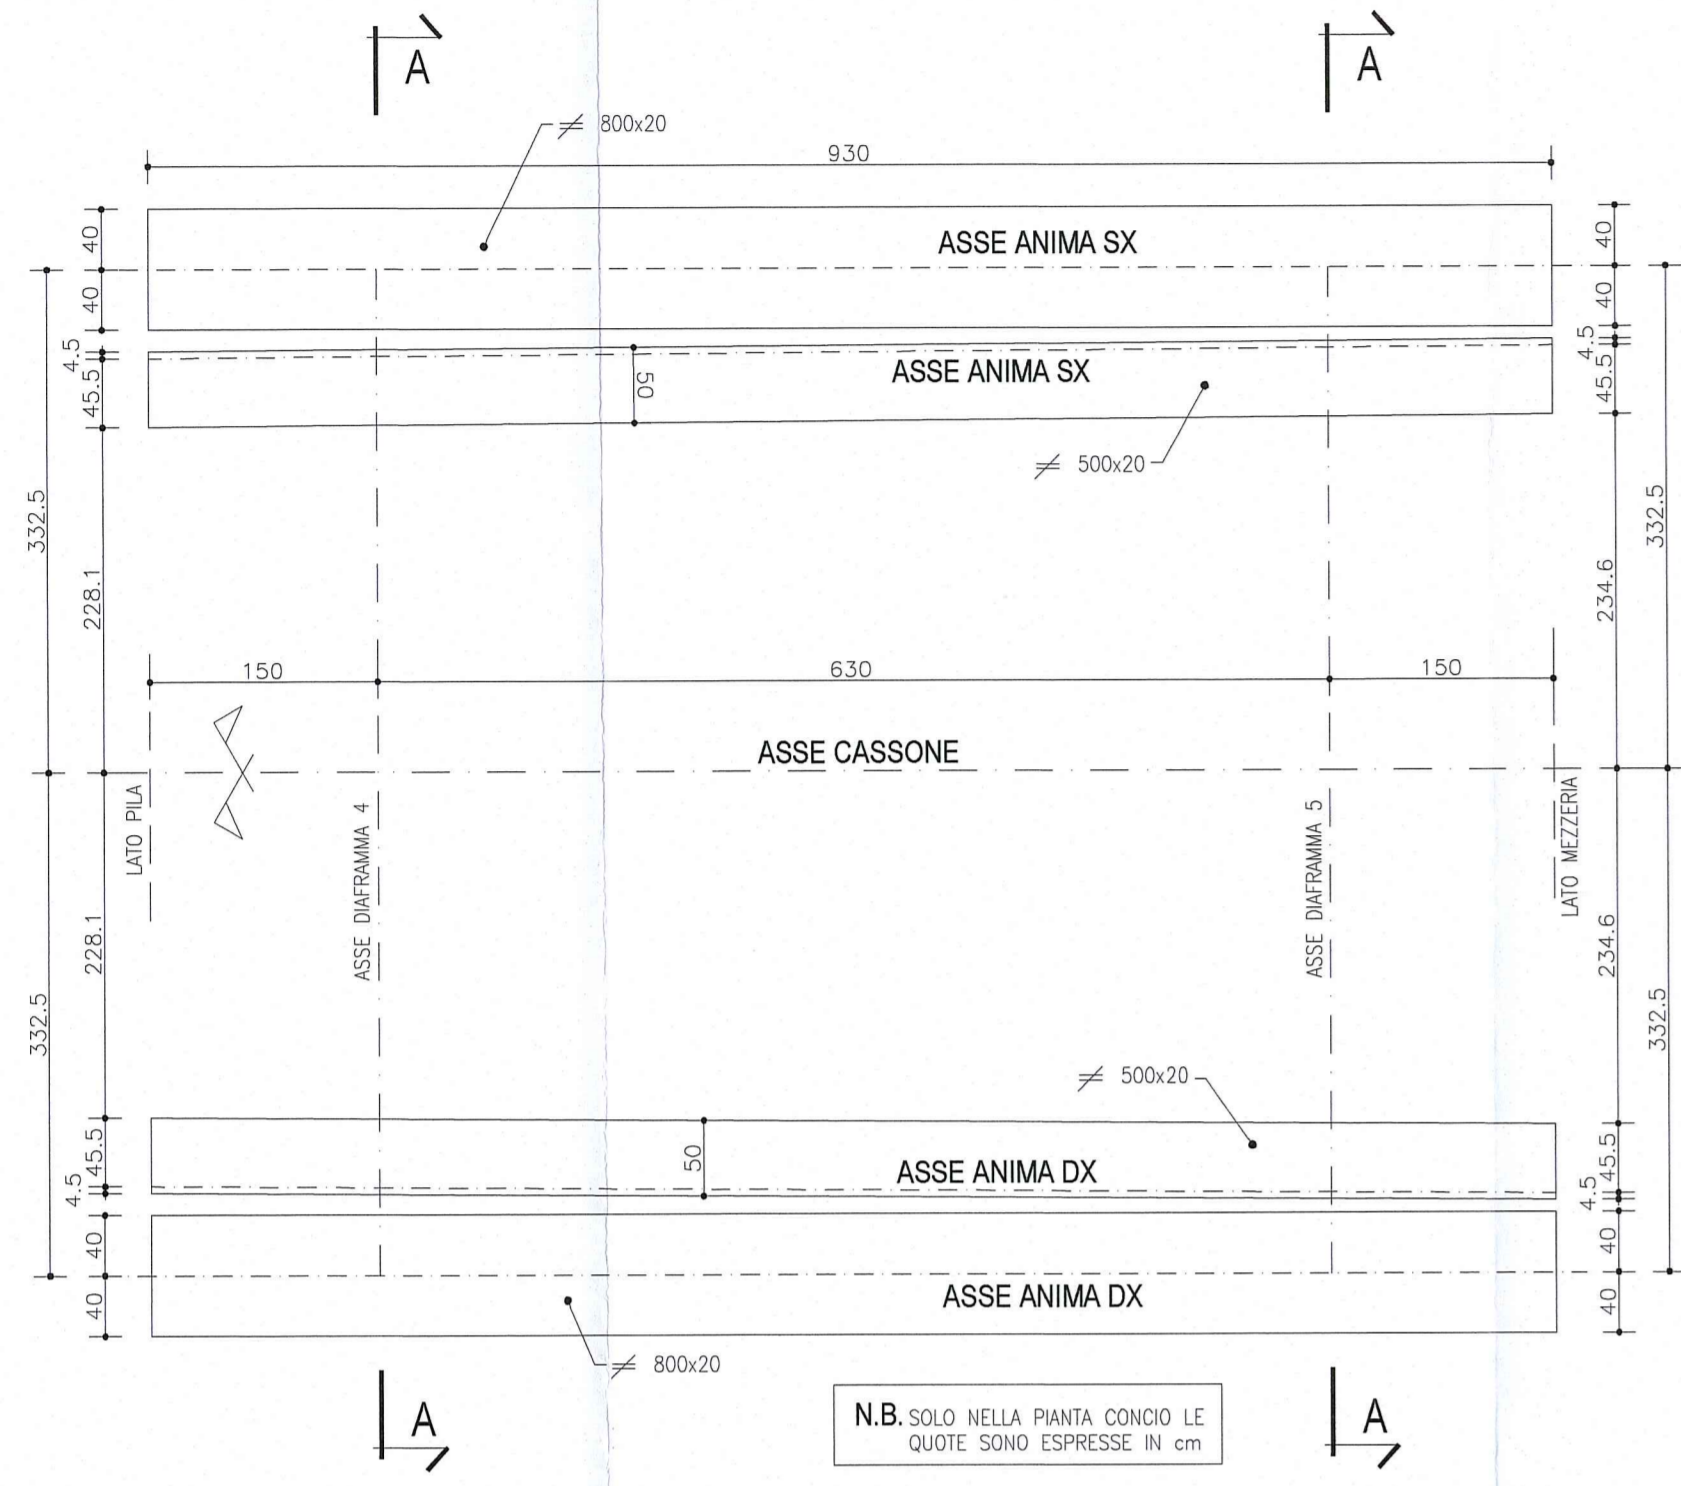 A
A
800x20
930
40
ASSE ANIMA SX
40
40
40
4.5
4.5
45.5
50
ASSE ANIMA SX
45.5
500x20
332.5
332.5
228.1
234.6
150
630
150
ASSE CASSONE
LATO PILA
ASSE DIAFRAMMA 4
ASSE DIAFRAMMA 5
LATO MEZZERIA
228.1
234.6
332.5
332.5
500x20
45.5
50
ASSE ANIMA DX
45.5
4.5
4.5
40
40
ASSE ANIMA DX
40
40
800x20
A
A
N.B. SOLO NELLA PIANTA CONCIO LE
QUOTE SONO ESPRESSE IN cm